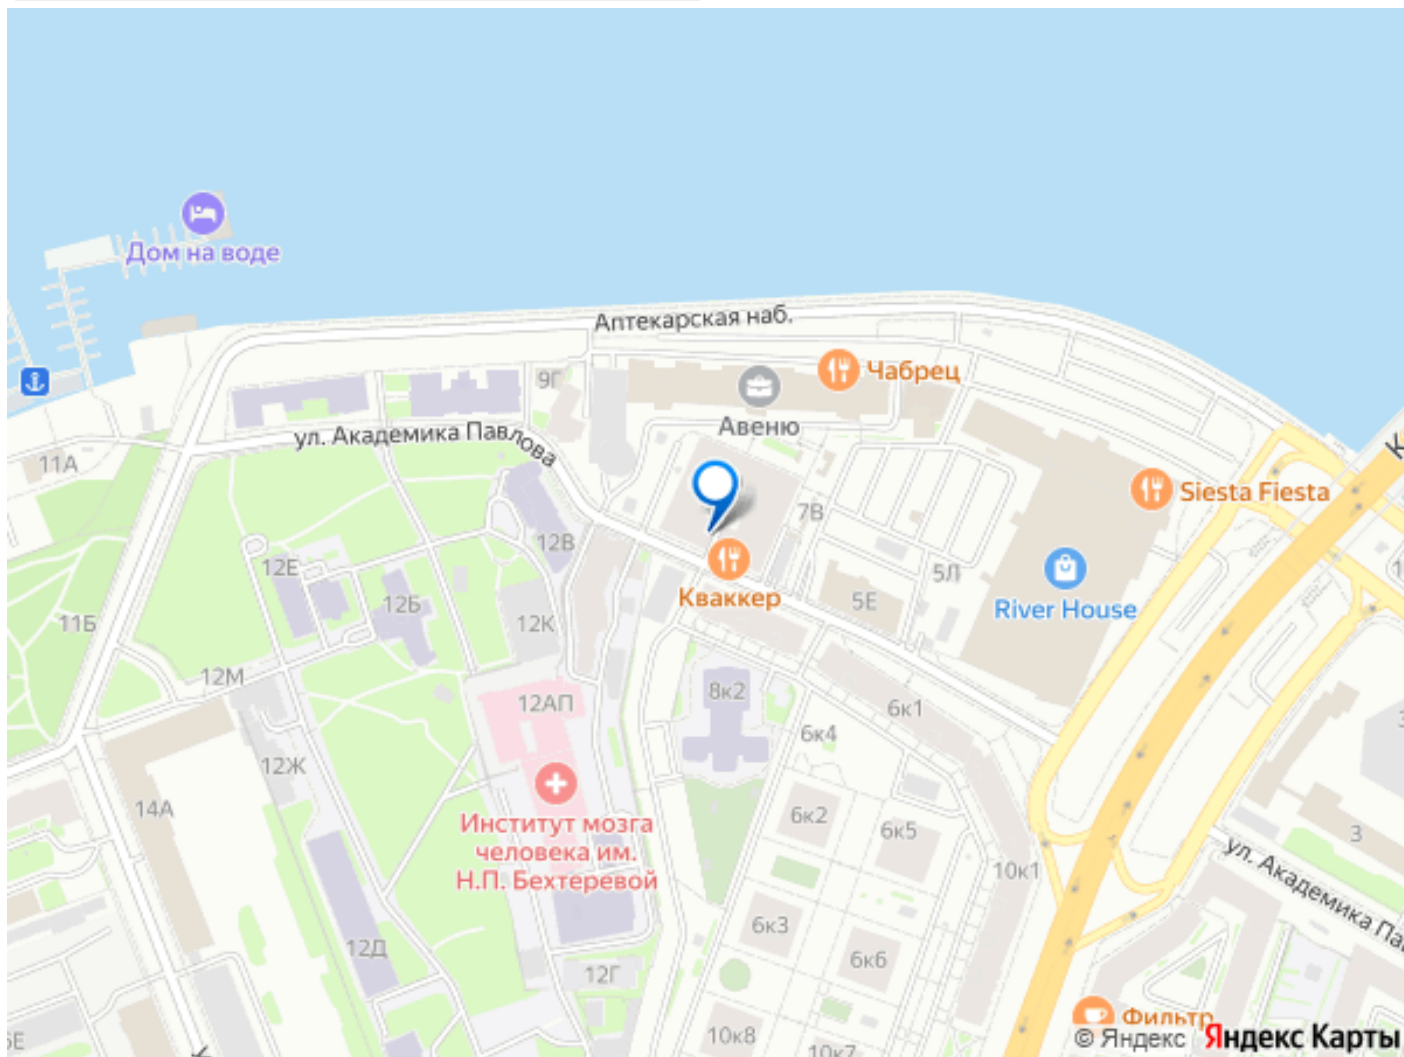 Дом на воде
Аптекарская наб.
9Г
Чабрец
Авеню
ул. Академика Павлова
11А
Siesta Fiesta
7В
12В
12Е
5Л
Кваккер
5Е
River House
12Б
11Б
12К
12М
8к2
12АП
6к1
6к4
12Ж
14А
6к2
6к5
3
Институт мозга
человека им.
Н.П. Бехтеревой
10к1
ул. Академика Па
6к3
12Д
6к6
12Г
Фильтр
10к8
10к7
© Яндекс Яндекс Карты